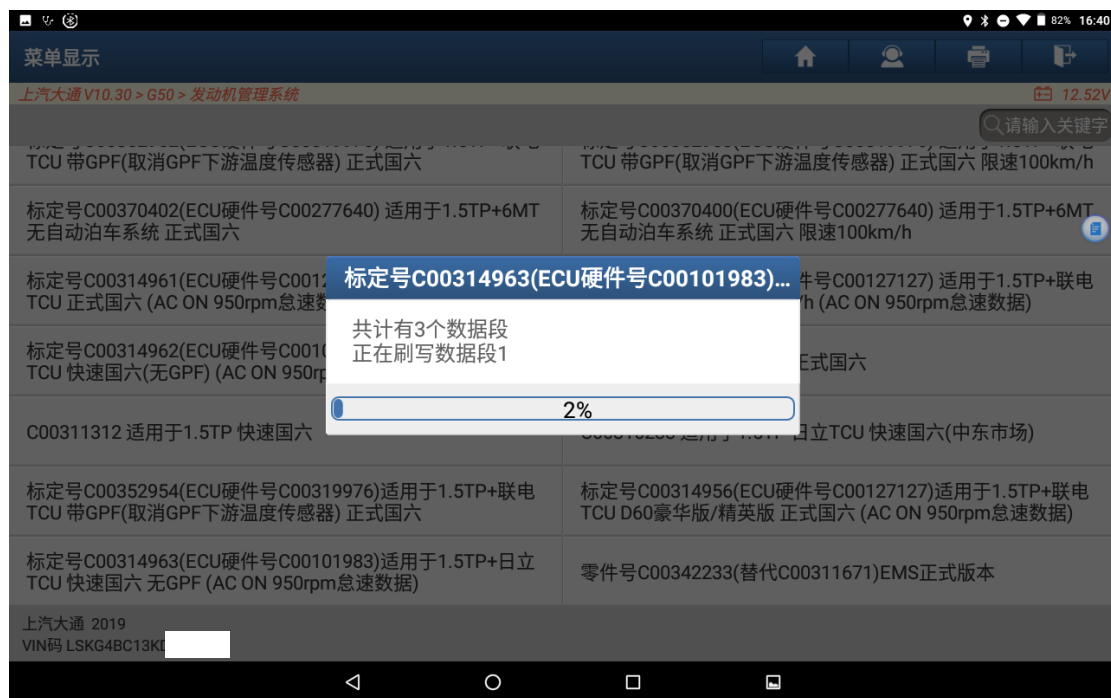 82% 16:40
菜单显示
上汽大通 V10.30 > G50 > 发动机管理系统
12.52V
请输入关键字
TCU 带GPF(取消GPF下游温度传感器) 正式国六
TCU 带GPF(取消GPF下游温度传感器) 正式国六 限速100km/h
标定号C00370402(ECU硬件号C00277640) 适用于1.5TP+6MT
无自动泊车系统 正式国六
标定号C00370400(ECU硬件号C00277640) 适用于1.5TP+6MT
无自动泊车系统 正式国六 限速100km/h
标定号C00314961(ECU硬件号C0012
TCU 正式国六 (AC ON 950rpm怠速数
件号C00127127) 适用于1.5TP+联电
/h (AC ON 950rpm怠速数据)
标定号C00314963(ECU硬件号C00101983)...
共计有3个数据段
正在刷写数据段1
2%
标定号C00314962(ECU硬件号C0010
TCU 快速国六(无GPF) (AC ON 950rp
正式国六
C00311312 适用于1.5TP 快速国六
日立TCU 快速国六(中东市场)
标定号C00352954(ECU硬件号C00319976)适用于1.5TP+联电
TCU 带GPF(取消GPF下游温度传感器) 正式国六
标定号C00314956(ECU硬件号C00127127)适用于1.5TP+联电
TCU D60豪华版/精英版 正式国六 (AC ON 950rpm怠速数据)
标定号C00314963(ECU硬件号C00101983)适用于1.5TP+日立
TCU 快速国六 无GPF (AC ON 950rpm怠速数据)
零件号C00342233(替代C00311671)EMS正式版本
上汽大通 2019
VIN码 LSKG4BC13K